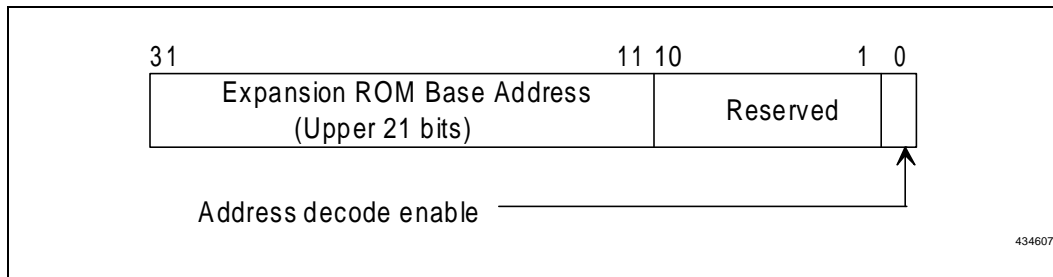 31 11 10 1 0
Expansion ROM Base Address
(Upper 21 bits)
Reserved
Address decode enable
434607